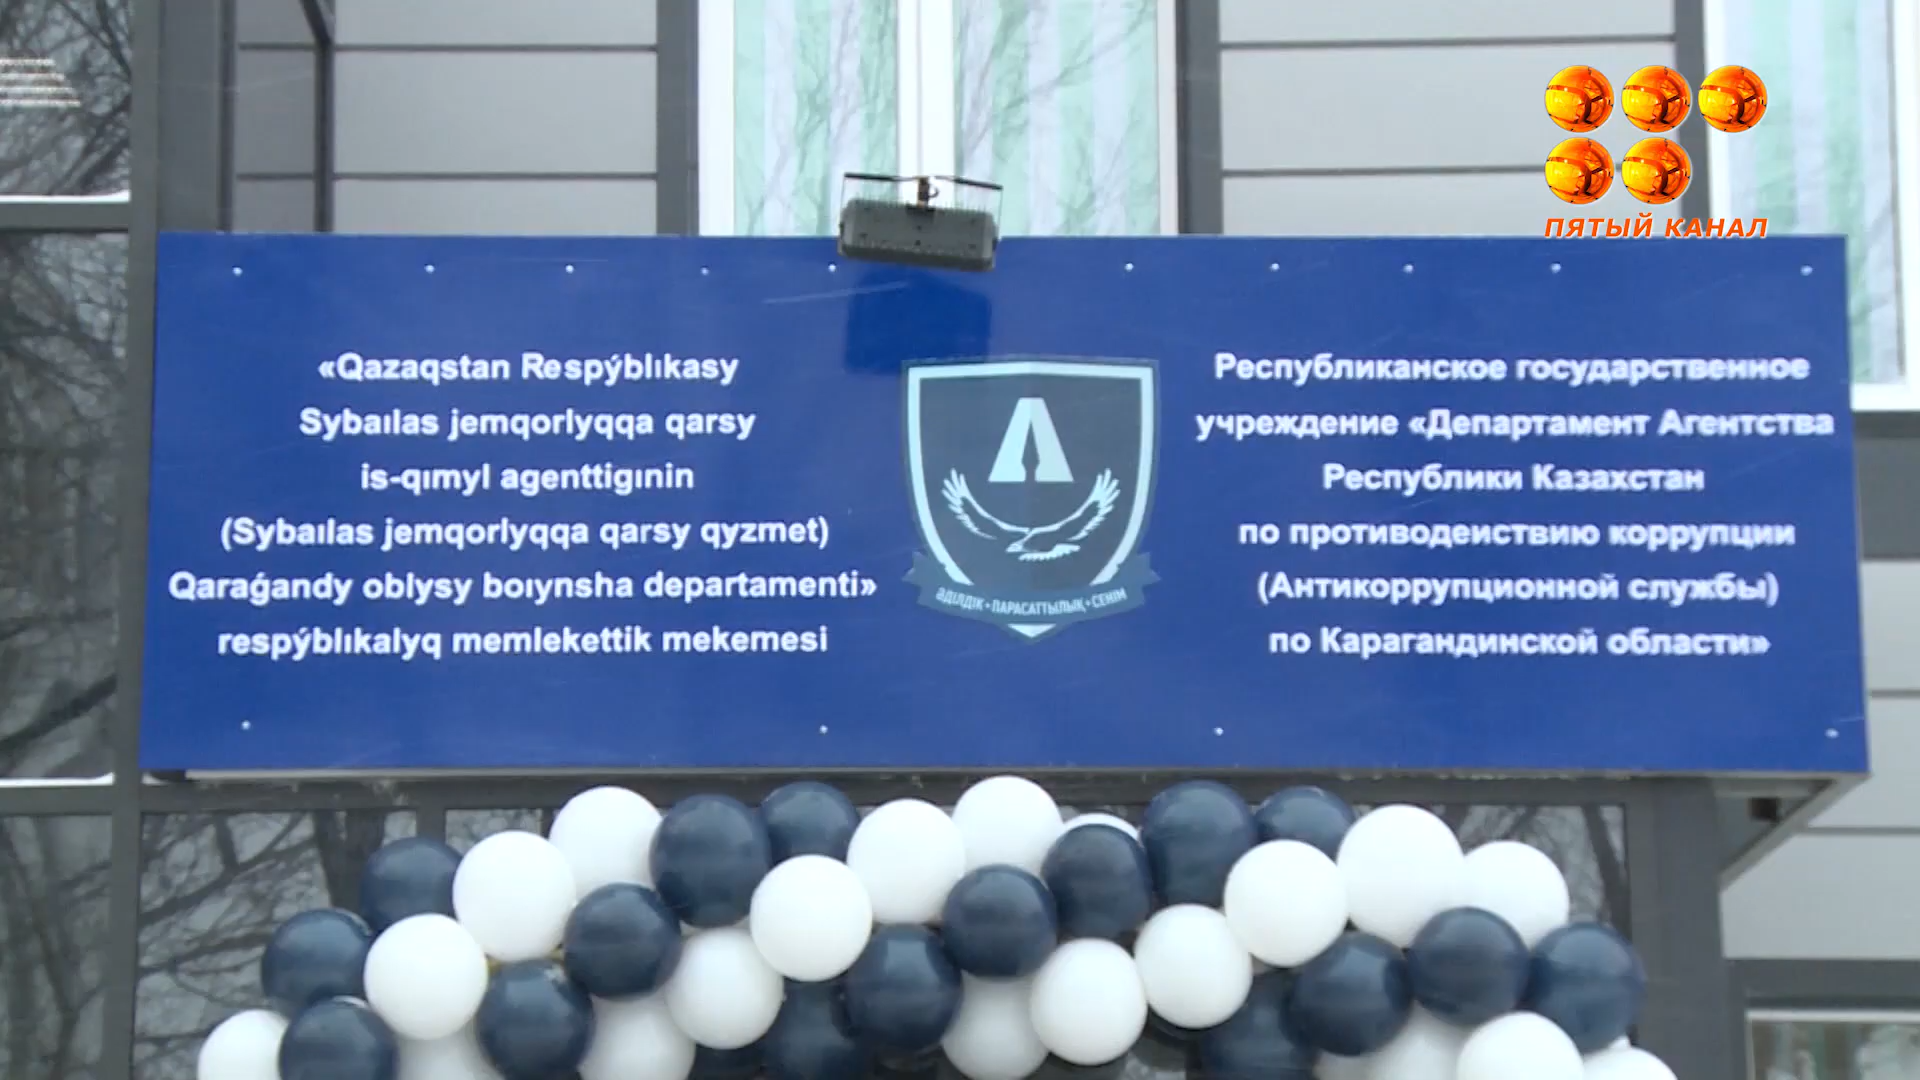 ПЯТЫЙ КАНАЛ
«Qazaqstan Respýblıkasy
Sybaılas jemqorlyqqa qarsy
is-qımyl agenttiginin
(Sybaılas jemqorlyqqa qarsy qyzmet)
Qaraǵandy oblysy boıynsha departamenti»
respýblıkalyq memlekettik mekemesi
ӘДІЛДІК • ПАРАСАТТЫЛЫҚ • СЕНІМ
Республиканское государственное
учреждение «Департамент Агентства
Республики Казахстан
по противодеиствию коррупции
(Антикоррупционной службы)
по Карагандинской области»